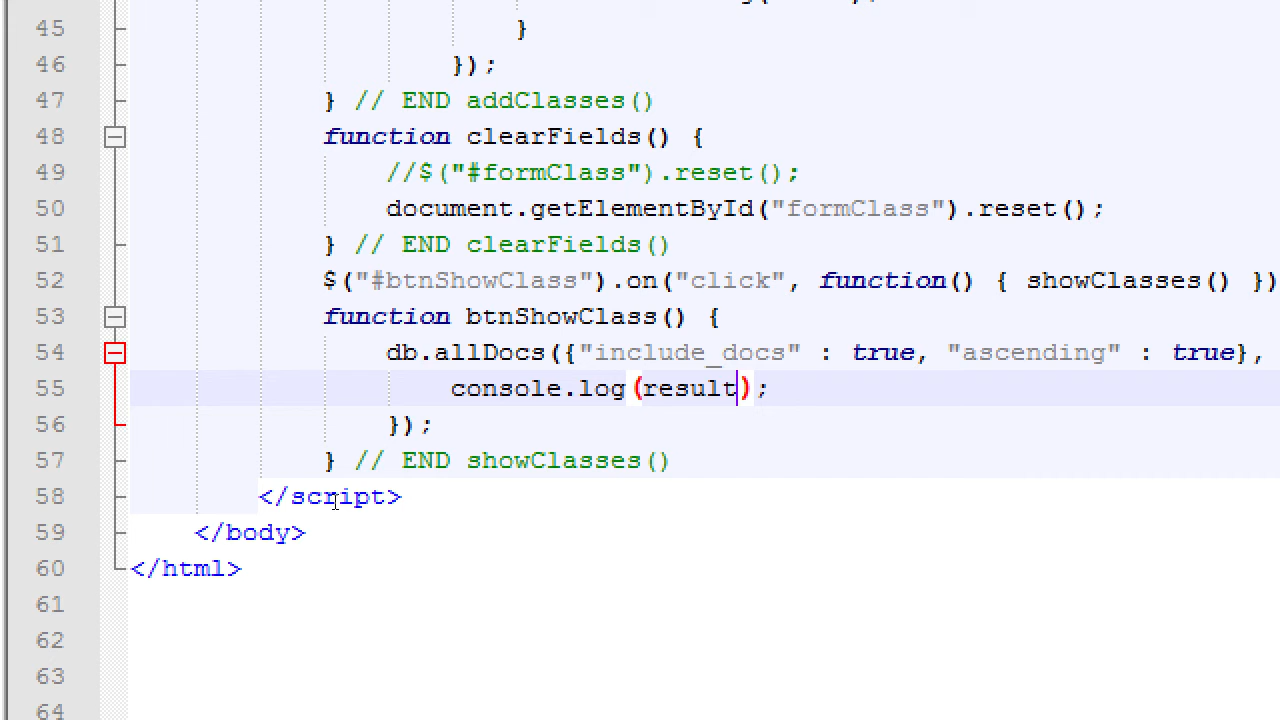 45 }
46 });
47 } // END addClasses()
48 function clearFields() {
49 //$("#formClass").reset();
50 document.getElementById("formClass").reset();
51 } // END clearFields()
52 $("#btnShowClass").on("click", function() { showClasses() })
53 function btnShowClass() {
54 db.allDocs({"include_docs" : true, "ascending" : true},
55 console.log(result);
56 });
57 } // END showClasses()
58 </script>
59 </body>
60 </html>
61
62
63
64